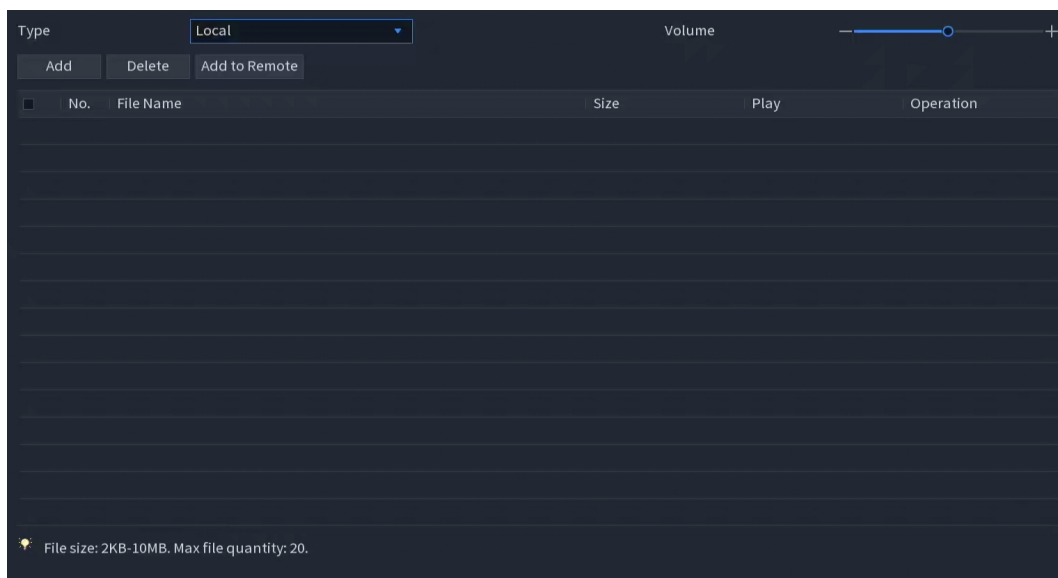 Type Local Volume
Add Delete Add to Remote
No. File Name Size Play Operation
File size: 2KB-10MB. Max file quantity: 20.